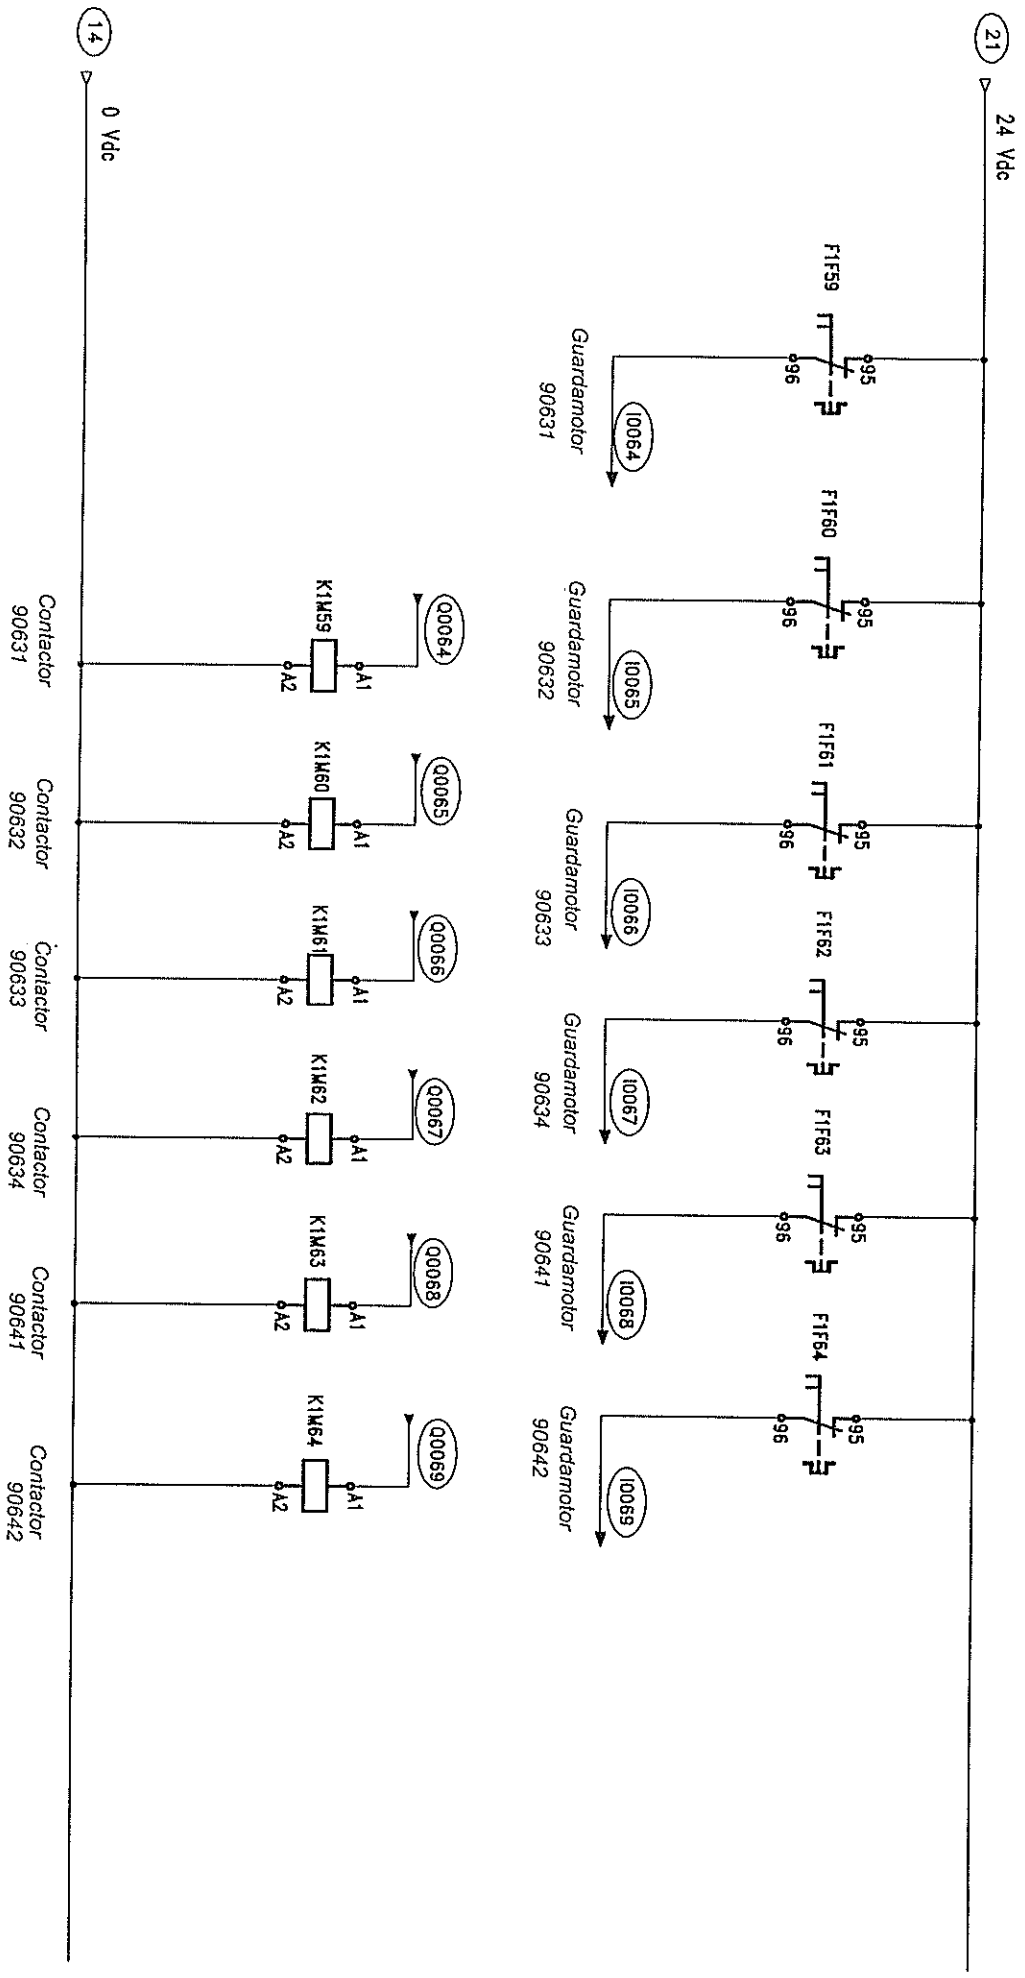 21
24 Vdc
F1F59
95
96
I0064
Guardamotor
90631
F1F60
95
96
I0065
Guardamotor
90632
F1F61
95
96
I0066
Guardamotor
90633
F1F62
95
96
I0067
Guardamotor
90634
F1F63
95
96
I0068
Guardamotor
90641
F1F64
95
96
I0069
Guardamotor
90642
Q0064
K1M59
A1
A2
Contactor
90631
Q0065
K1M60
A1
A2
Contactor
90632
Q0066
K1M61
A1
A2
Contactor
90633
Q0067
K1M62
A1
A2
Contactor
90634
Q0068
K1M63
A1
A2
Contactor
90641
Q0069
K1M64
A1
A2
Contactor
90642
14
0 Vdc